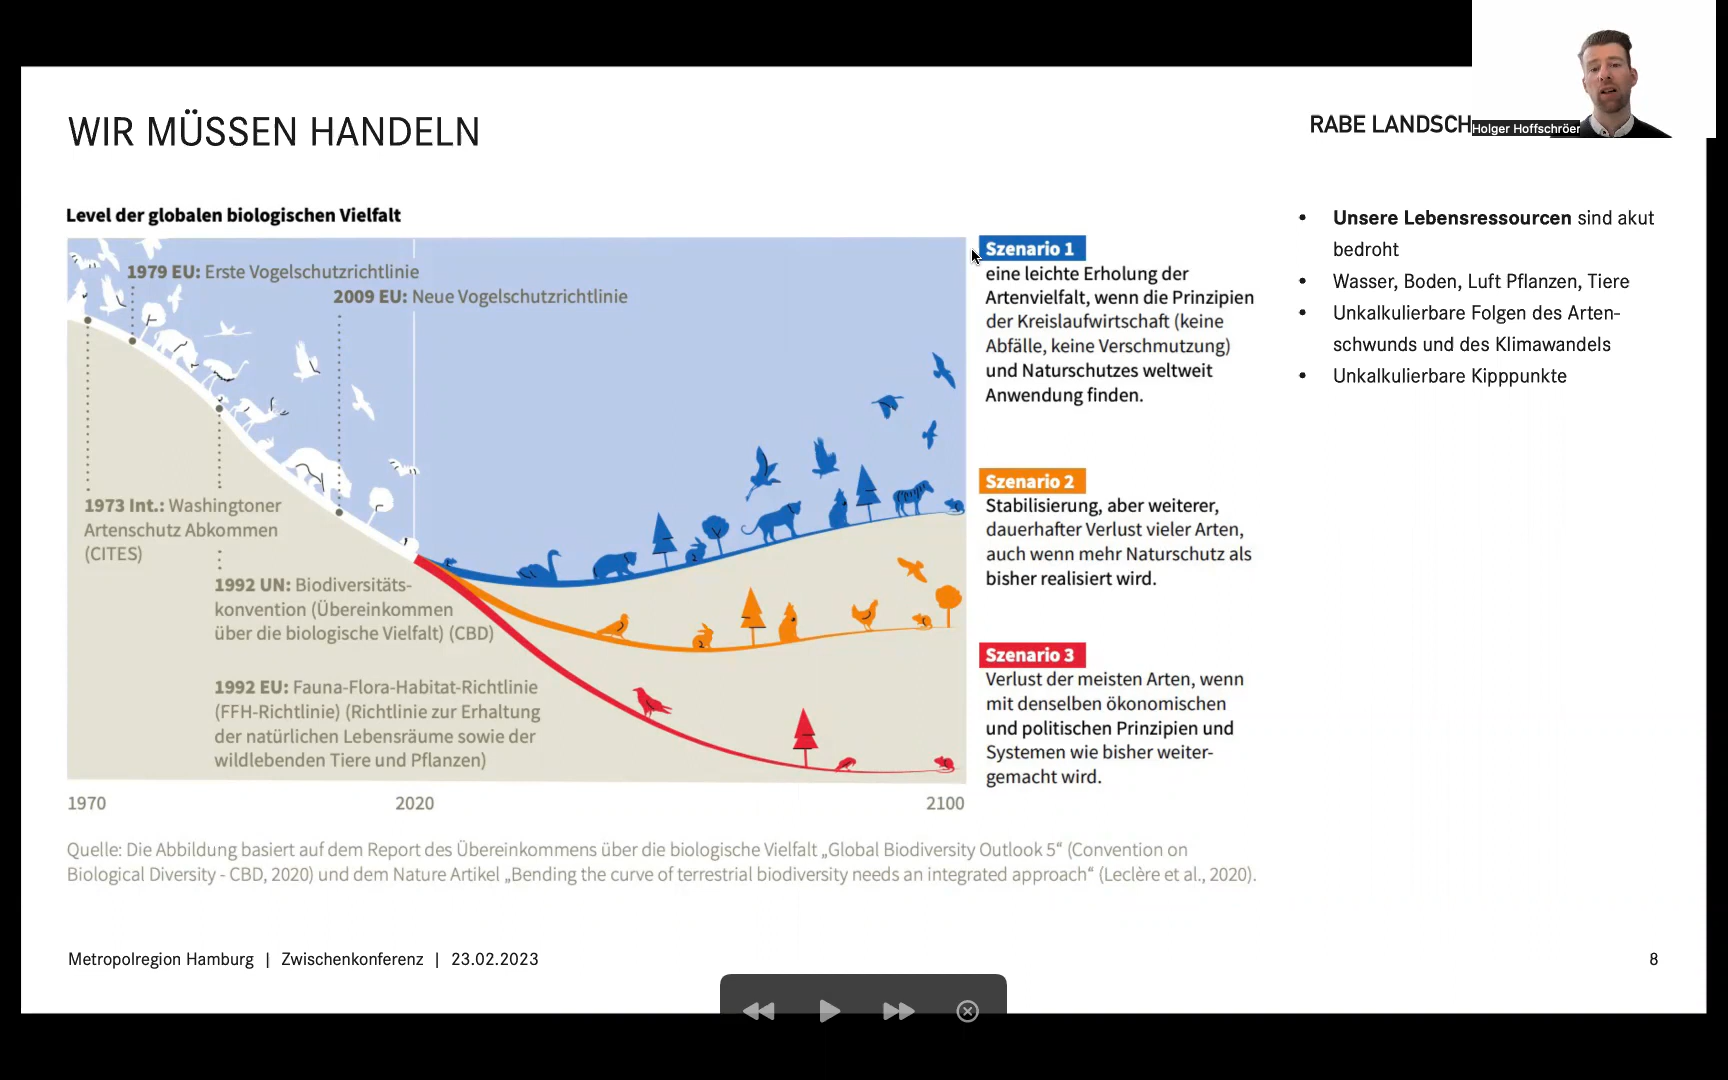 WIR MÜSSEN HANDELN
RABE LANDSCH
Holger Hoffschröer
Level der globalen biologischen Vielfalt
1979 EU: Erste Vogelschutzrichtlinie
2009 EU: Neue Vogelschutzrichtlinie
1973 Int.: Washingtoner
Artenschutz Abkommen
(CITES)
1992 UN: Biodiversitäts-
konvention (Übereinkommen
über die biologische Vielfalt) (CBD)
1992 EU: Fauna-Flora-Habitat-Richtlinie
(FFH-Richtlinie) (Richtlinie zur Erhaltung
der natürlichen Lebensräume sowie der
wildlebenden Tiere und Pflanzen)
1970
2020
2100
Szenario 1
eine leichte Erholung der
Artenvielfalt, wenn die Prinzipien
der Kreislaufwirtschaft (keine
Abfälle, keine Verschmutzung)
und Naturschutzes weltweit
Anwendung finden.
Szenario 2
Stabilisierung, aber weiterer,
dauerhafter Verlust vieler Arten,
auch wenn mehr Naturschutz als
bisher realisiert wird.
Szenario 3
Verlust der meisten Arten, wenn
mit denselben ökonomischen
und politischen Prinzipien und
Systemen wie bisher weiter-
gemacht wird.
• Unsere Lebensressourcen sind akut
bedroht
• Wasser, Boden, Luft Pflanzen, Tiere
• Unkalkulierbare Folgen des Arten-
schwunds und des Klimawandels
• Unkalkulierbare Kipppunkte
Quelle: Die Abbildung basiert auf dem Report des Übereinkommens über die biologische Vielfalt „Global Biodiversity Outlook 5“ (Convention on
Biological Diversity - CBD, 2020) und dem Nature Artikel „Bending the curve of terrestrial biodiversity needs an integrated approach“ (Leclère et al., 2020).
Metropolregion Hamburg | Zwischenkonferenz | 23.02.2023
8